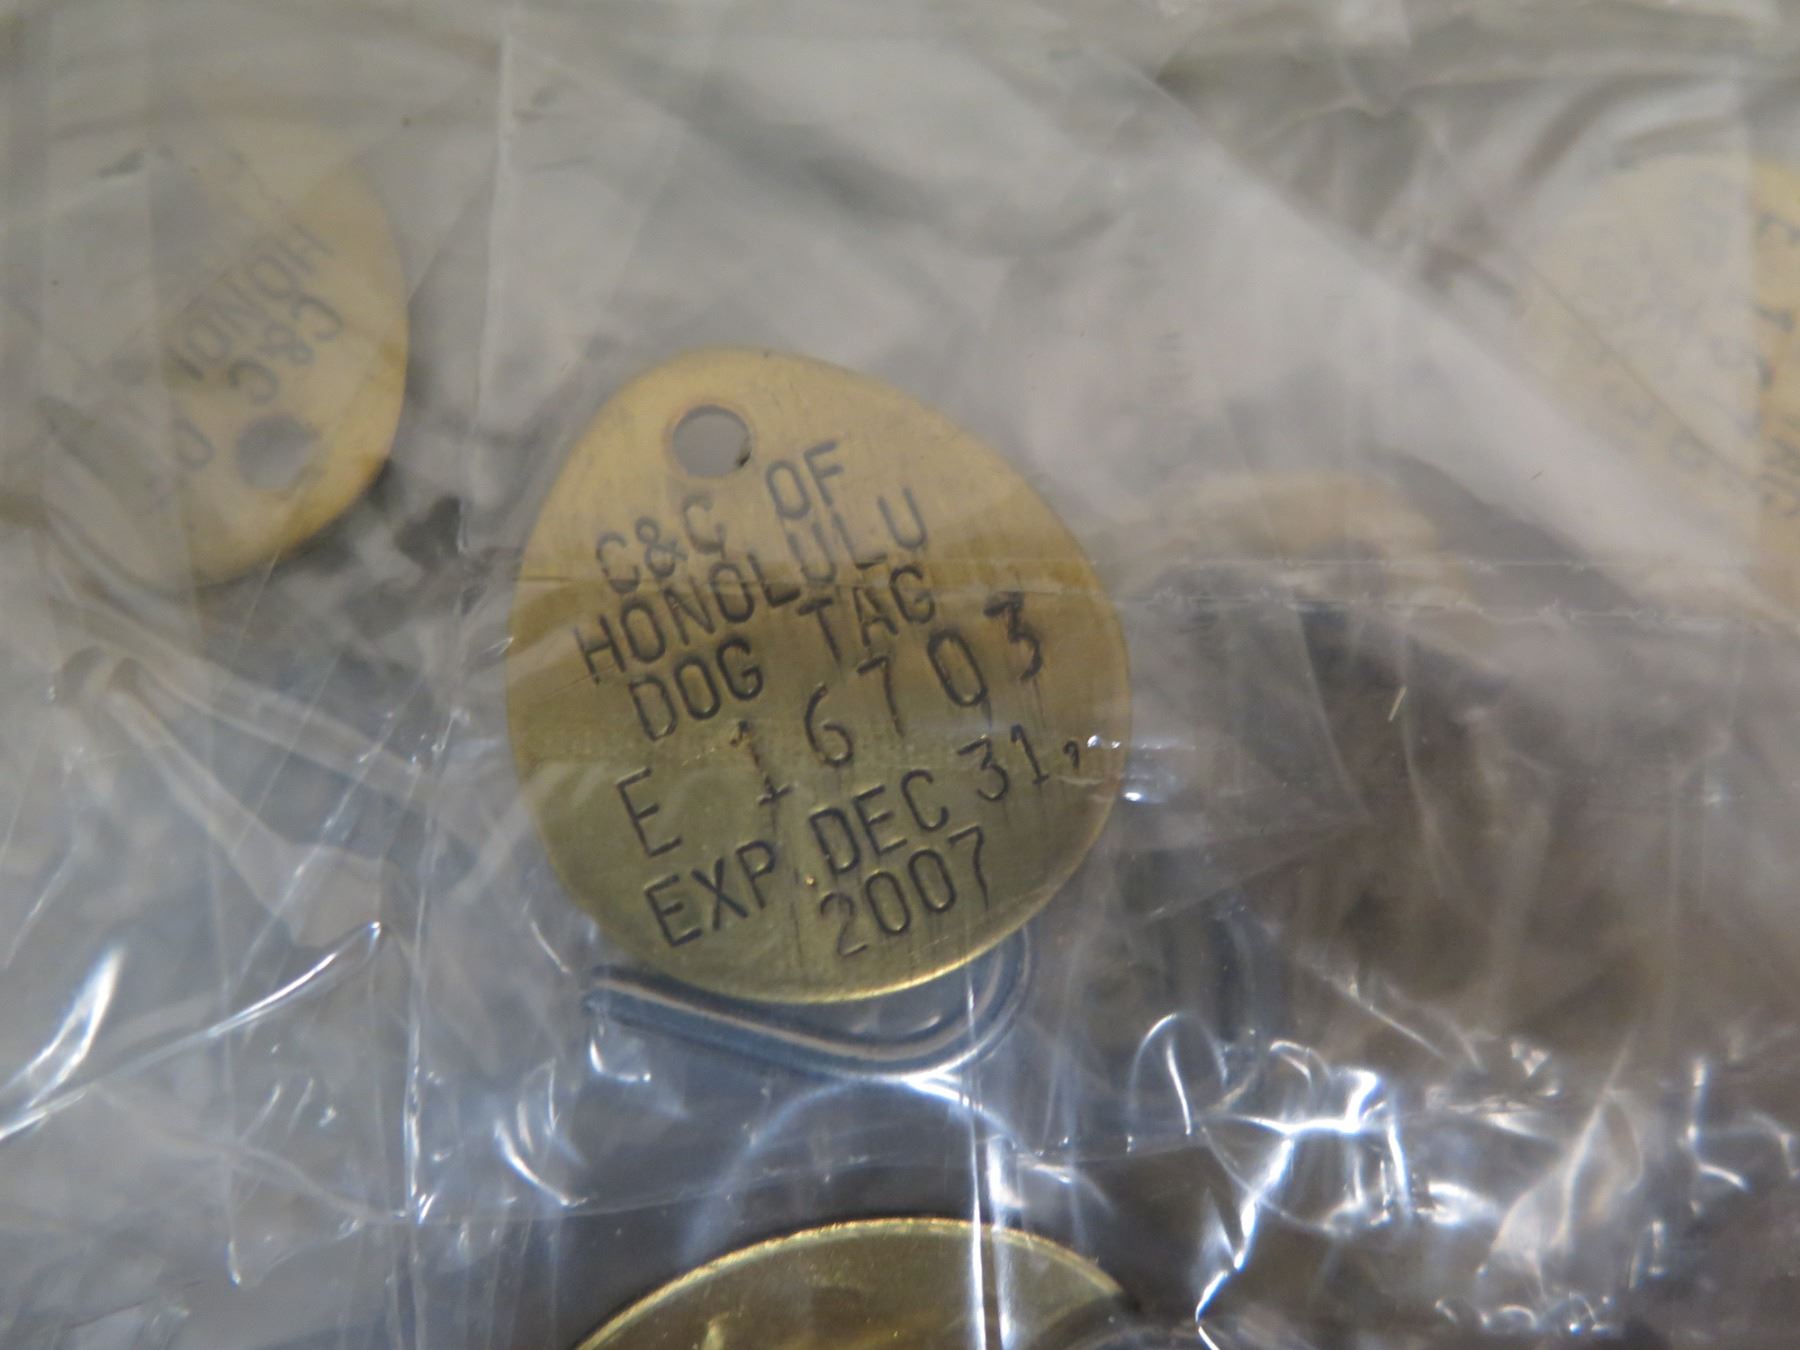 C&C OF
HONOLULU
DOG TAG
E 16703
EXP. DEC 31,
2007
C&C